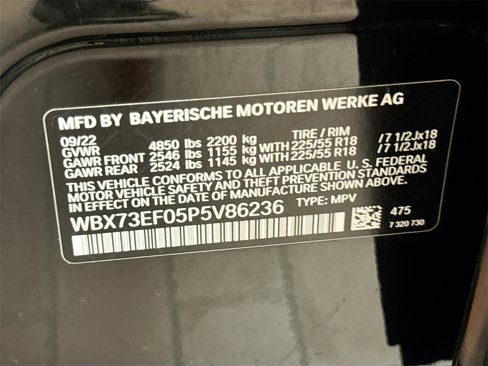 MFD BY BAYERISCHE MOTOREN WERKE AG
09/22 TIRE / RIM
GVWR 4850 lbs 2200 kg
GAWR FRONT 2546 lbs 1155 kg WITH 225/55 R18 / 7 1/2Jx18
GAWR REAR 2524 lbs 1145 kg WITH 225/55 R18 / 7 1/2Jx18
THIS VEHICLE CONFORMS TO ALL APPLICABLE U.S. FEDERAL
MOTOR VEHICLE SAFETY AND THEFT PREVENTION STANDARDS
IN EFFECT ON THE DATE OF MANUFACTURE SHOWN ABOVE.
WBX73EF05P5V86236 TYPE: MPV
475
7 320 730